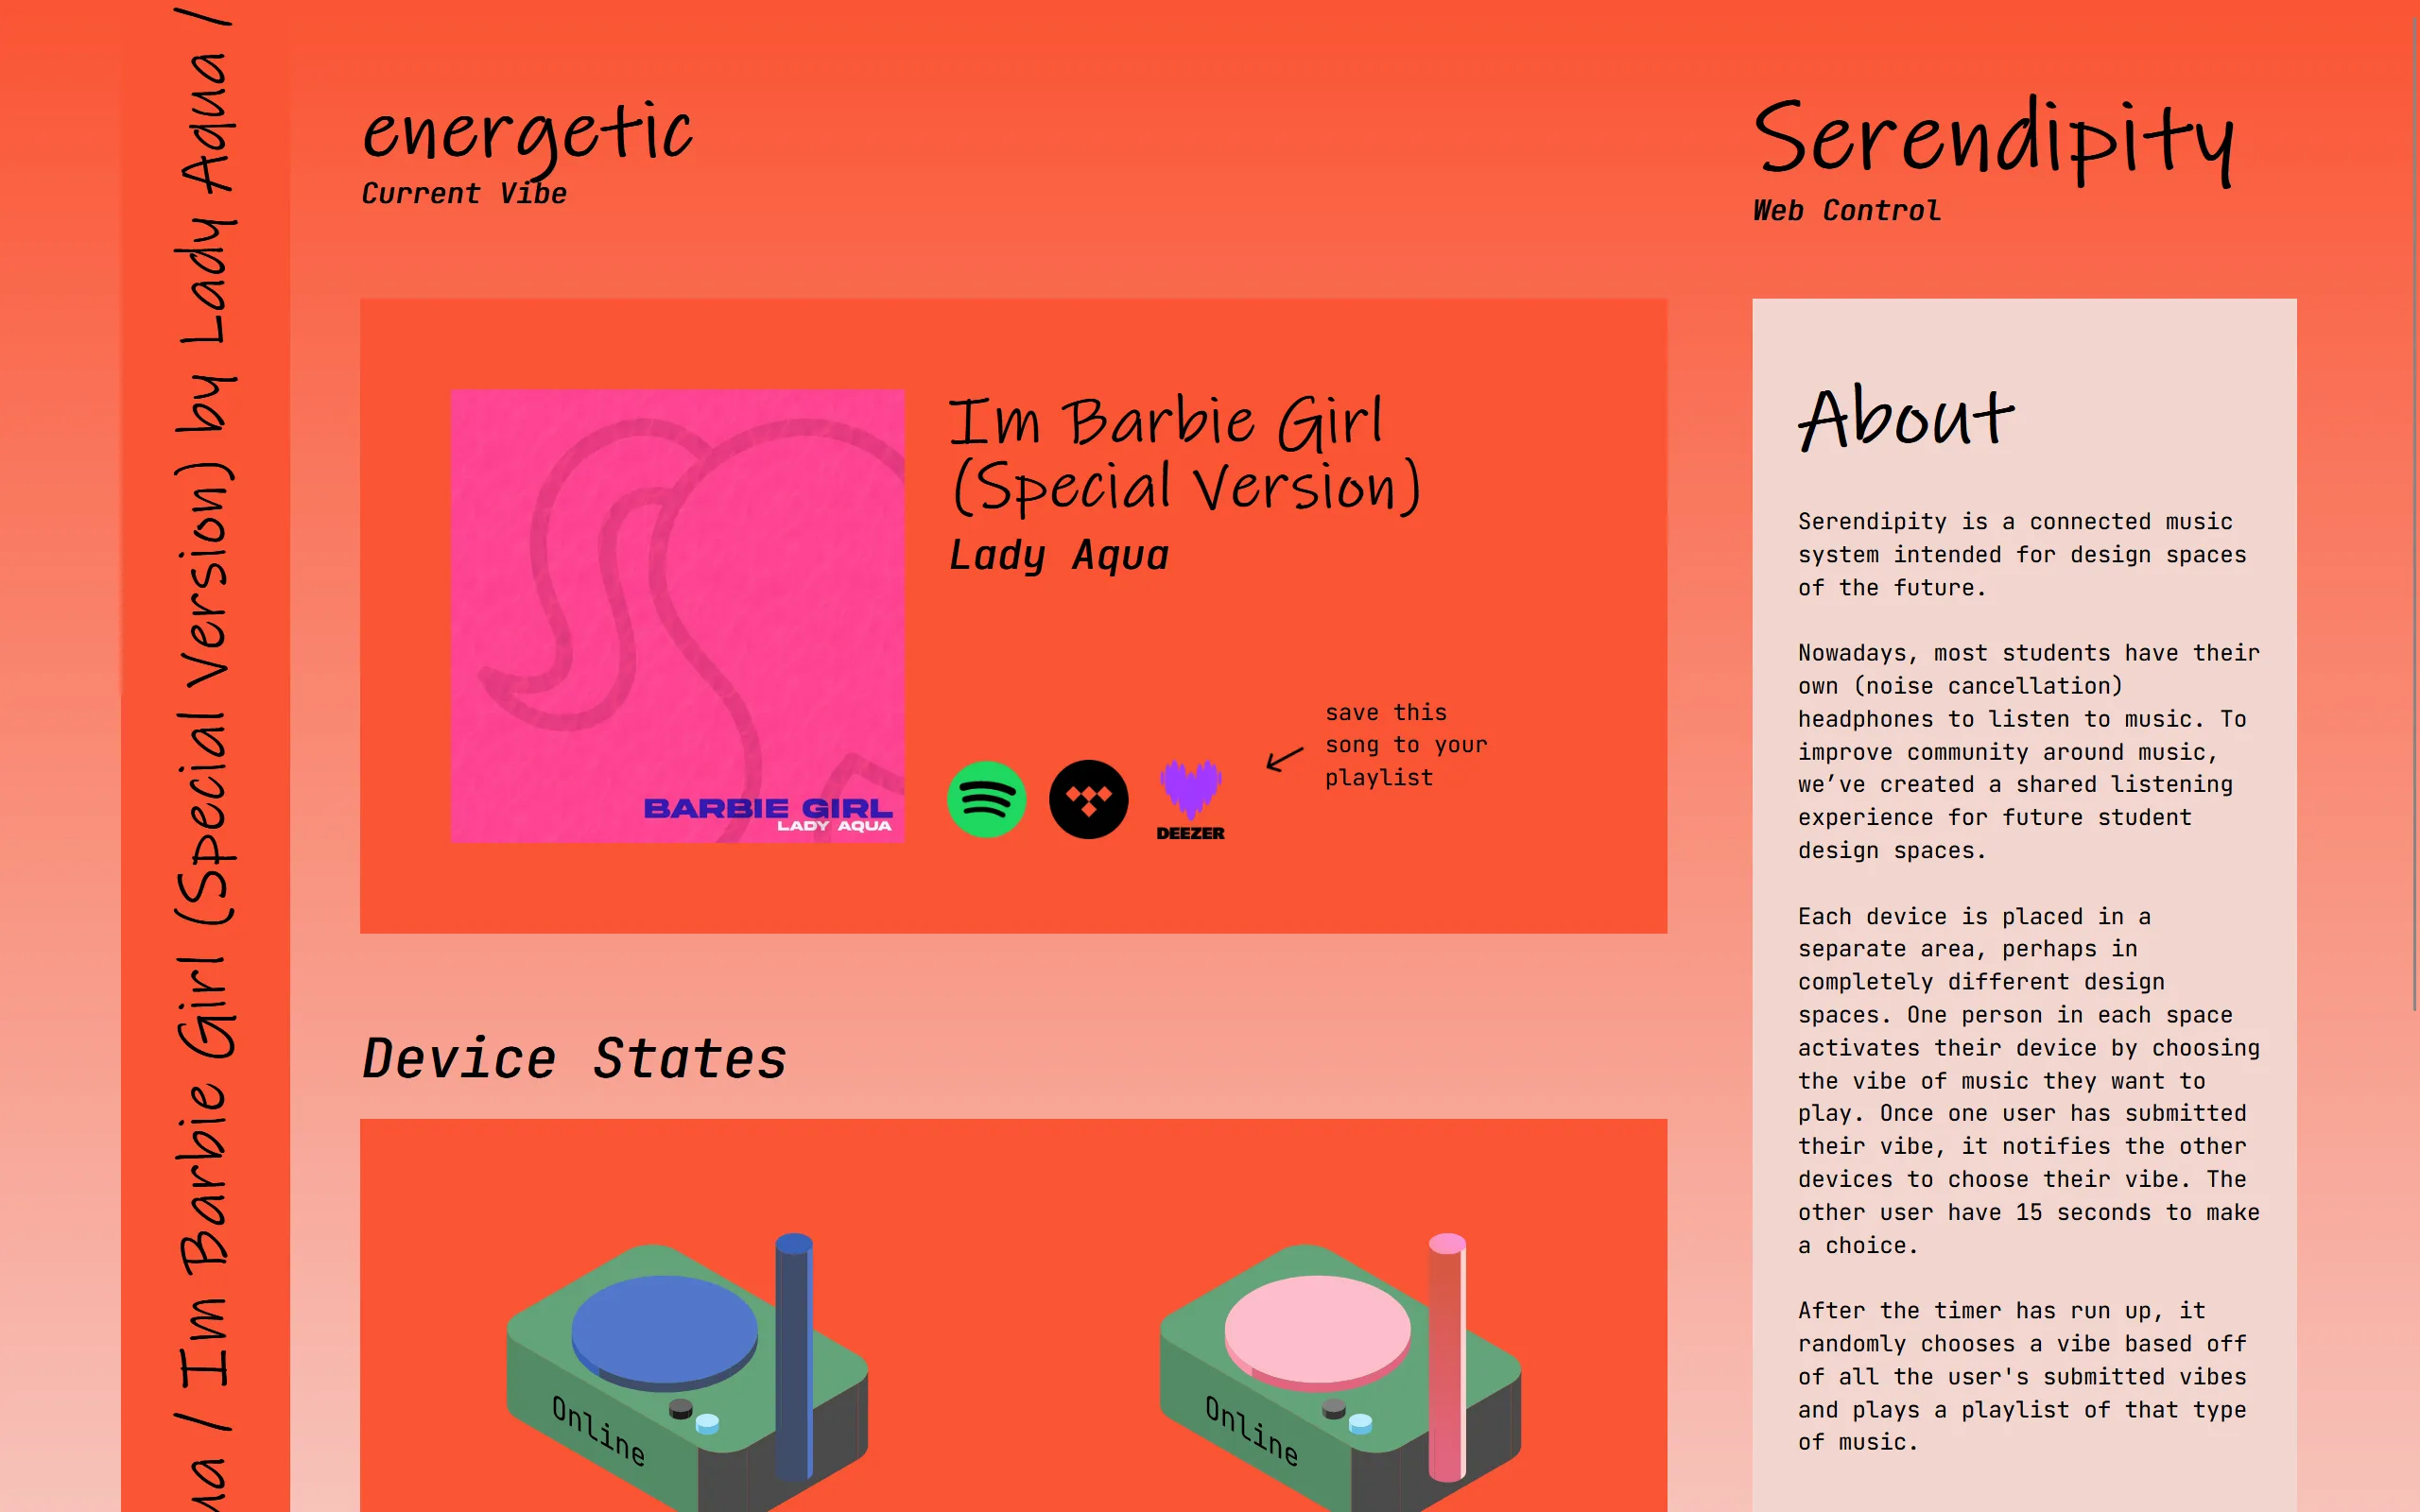 ua / Im Barbie Girl (Special Version) by Lady Aqua /
energetic
Current Vibe
Im Barbie Girl
(Special Version)
Lady Aqua
BARBIE GIRL
LADY AQUA
DEEZER
save this
song to your
playlist
Device States
Online
Online
Serendipity
Web Control
About
Serendipity is a connected music
system intended for design spaces
of the future.
Nowadays, most students have their
own (noise cancellation)
headphones to listen to music. To
improve community around music,
we’ve created a shared listening
experience for future student
design spaces.
Each device is placed in a
separate area, perhaps in
completely different design
spaces. One person in each space
activates their device by choosing
the vibe of music they want to
play. Once one user has submitted
their vibe, it notifies the other
devices to choose their vibe. The
other user have 15 seconds to make
a choice.
After the timer has run up, it
randomly chooses a vibe based off
of all the user's submitted vibes
and plays a playlist of that type
of music.